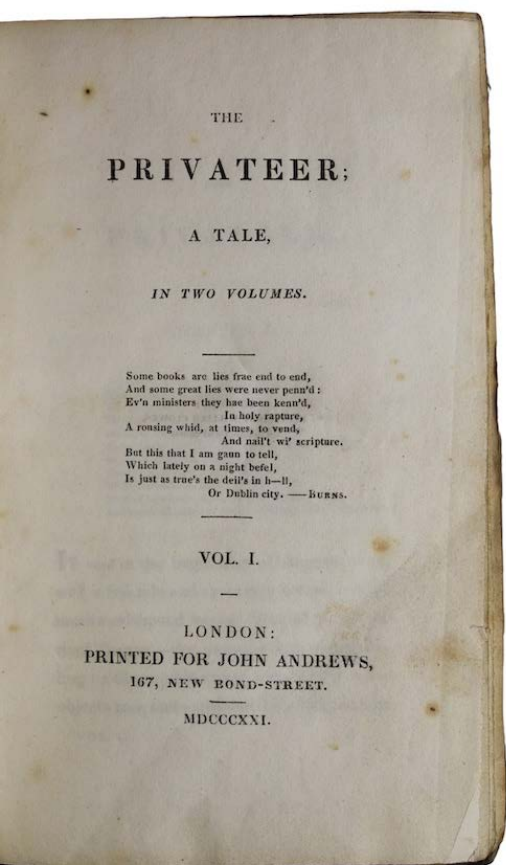 THE
PRIVATEER;
A TALE,
IN TWO VOLUMES.
Some books are lies frae end to end,
And some great lies were never penn'd:
Ev'n ministers they hae been kenn'd,
In holy rapture,
A rousing whid, at times, to vend,
And nail't wi' scripture.
But this that I am gaun to tell,
Which lately on a night befel,
Is just as true's the deil's in h—ll,
Or Dublin city. —— BURNS.
VOL. I.
LONDON:
PRINTED FOR JOHN ANDREWS,
167, NEW BOND-STREET.
MDCCCXXI.